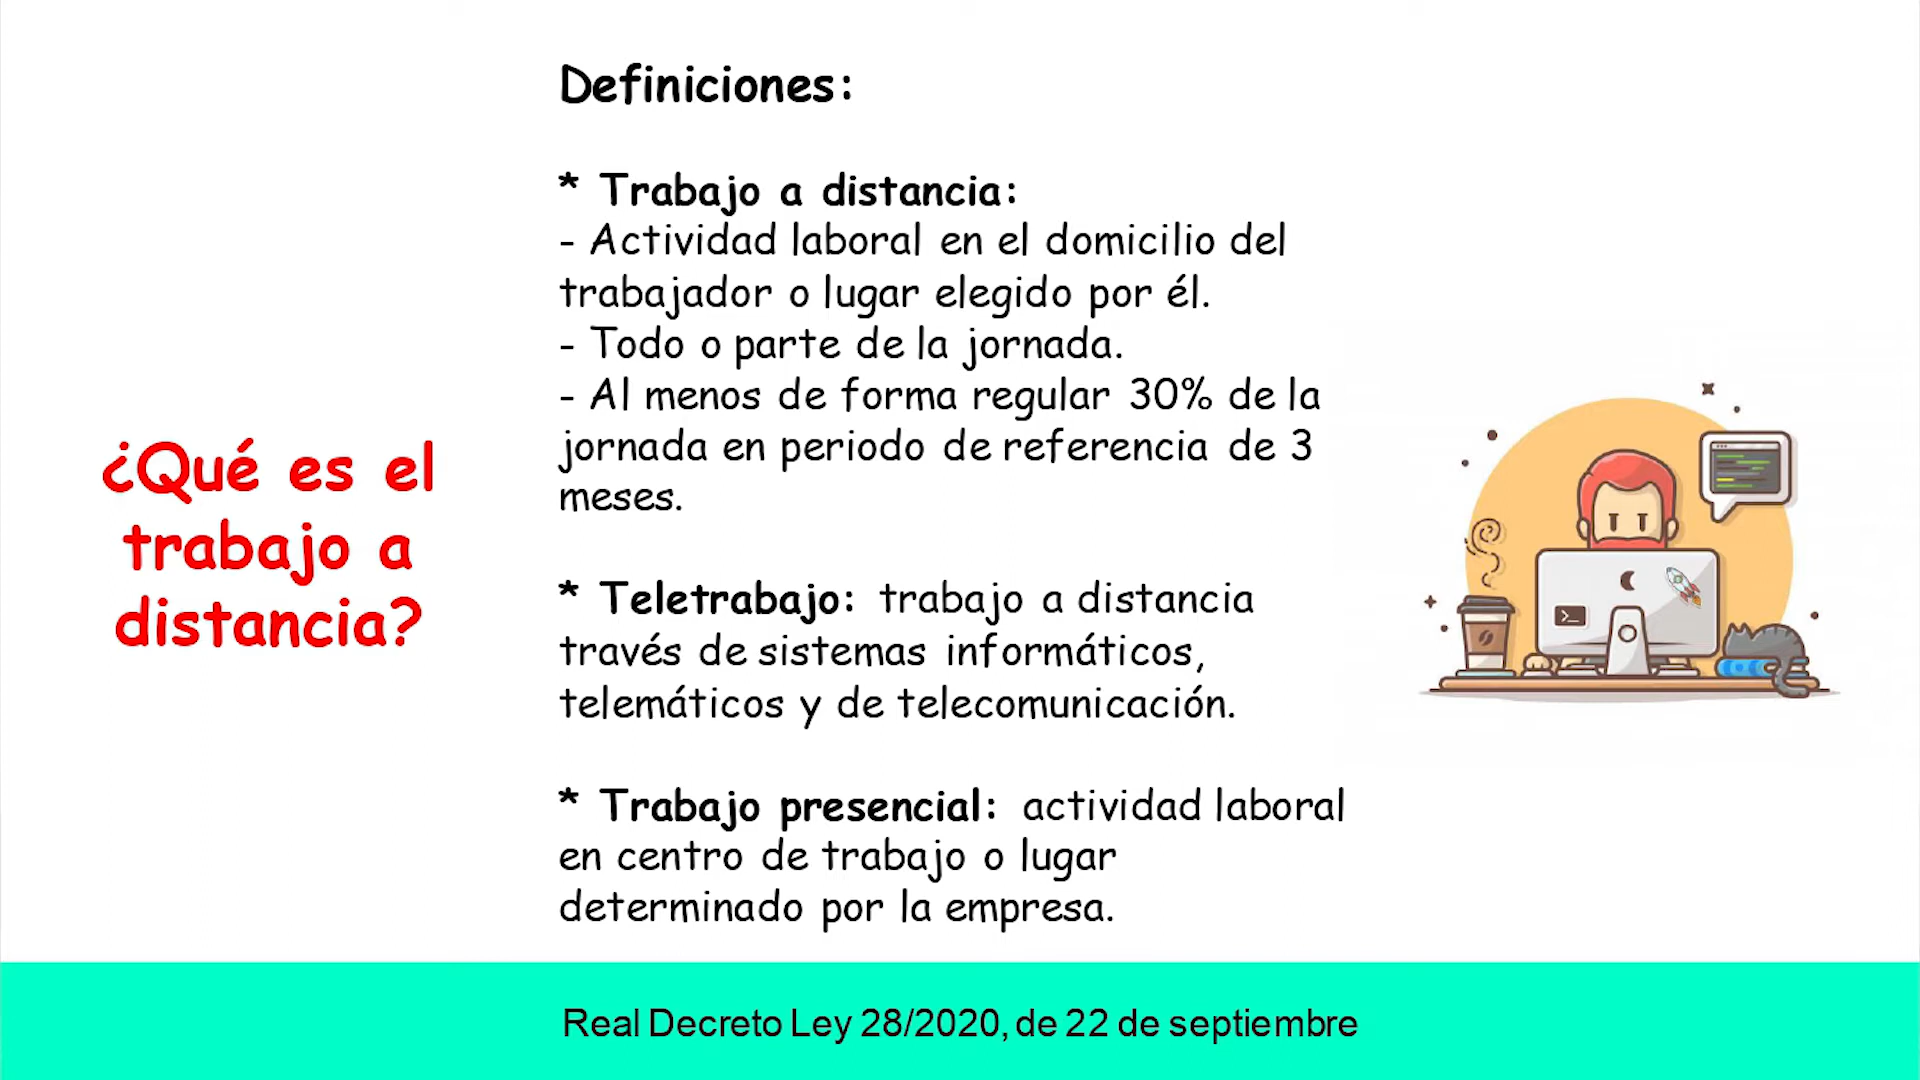 ¿Qué es el
trabajo a
distancia?
Definiciones:
* Trabajo a distancia:
- Actividad laboral en el domicilio del
trabajador o lugar elegido por él.
- Todo o parte de la jornada.
- Al menos de forma regular 30% de la
jornada en periodo de referencia de 3
meses.
* Teletrabajo: trabajo a distancia
través de sistemas informáticos,
telemáticos y de telecomunicación.
* Trabajo presencial: actividad laboral
en centro de trabajo o lugar
determinado por la empresa.
Real Decreto Ley 28/2020, de 22 de septiembre